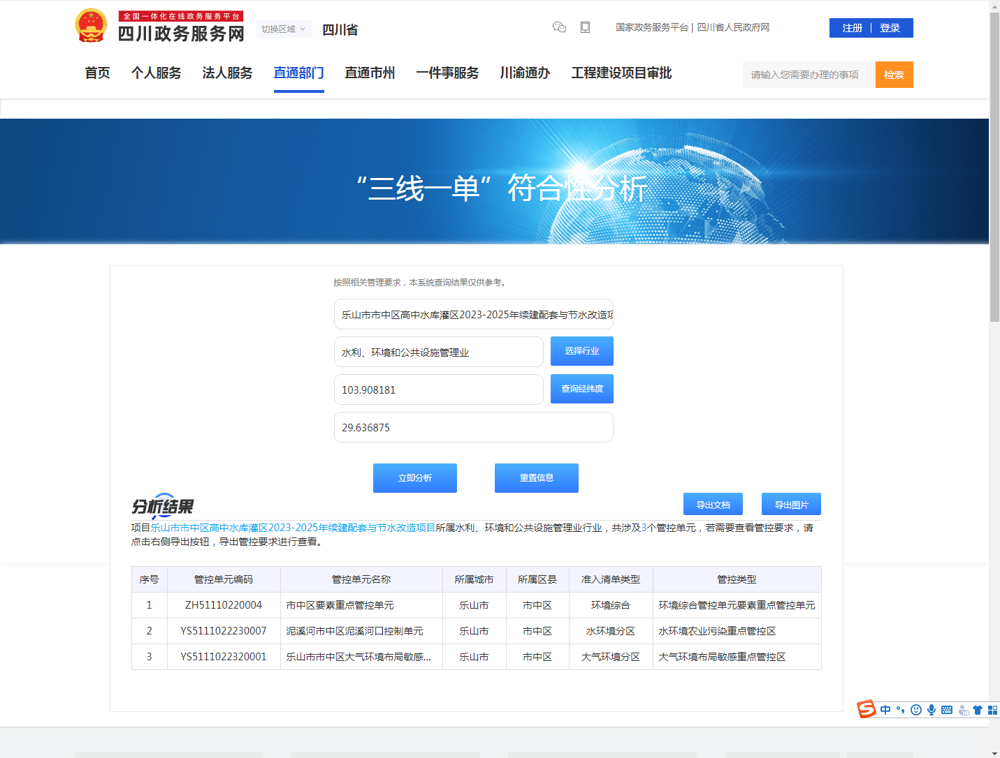 全国一体化在线政务服务平台
四川政务服务网
切换区域
四川省
国家政务服务平台 | 四川省人民政府网
注册 | 登录
首页 个人服务 法人服务 直通部门 直通市州 一件事服务 川渝通办 工程建设项目审批
请输入您需要办理的事项 检索
“三线一单”符合性分析
按照相关管理要求，本系统查询结果仅供参考。
乐山市市中区高中水库灌区2023-2025年续建配套与节水改造项
水利、环境和公共设施管理业 选择行业
103.908181 查询经纬度
29.636875
立即分析 重置信息
分析结果 导出文档 导出图片
项目乐山市市中区高中水库灌区2023-2025年续建配套与节水改造项目所属水利、环境和公共设施管理业行业，共涉及3个管控单元，若需要查看管控要求，请
点击右侧导出按钮，导出管控要求进行查看。
序号 管控单元编码 管控单元名称 所属城市 所属区县 准入清单类型 管控类型
1 ZH51110220004 市中区要素重点管控单元 乐山市 市中区 环境综合 环境综合管控单元要素重点管控单元
2 YS5111022230007 泥溪河市中区泥溪河口控制单元 乐山市 市中区 水环境分区 水环境农业污染重点管控区
3 YS5111022320001 乐山市市中区大气环境布局敏感... 乐山市 市中区 大气环境分区 大气环境布局敏感重点管控区
S 中